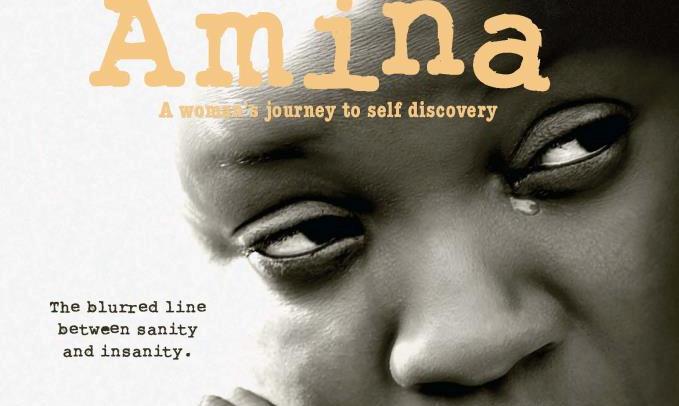 Amina
A woman's journey to self discovery
The blurred line
between sanity
and insanity.